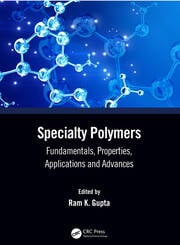 Specialty Polymers
Fundamentals, Properties,
Applications and Advances
Edited by
Ram K. Gupta
CRC Press
Taylor & Francis Group